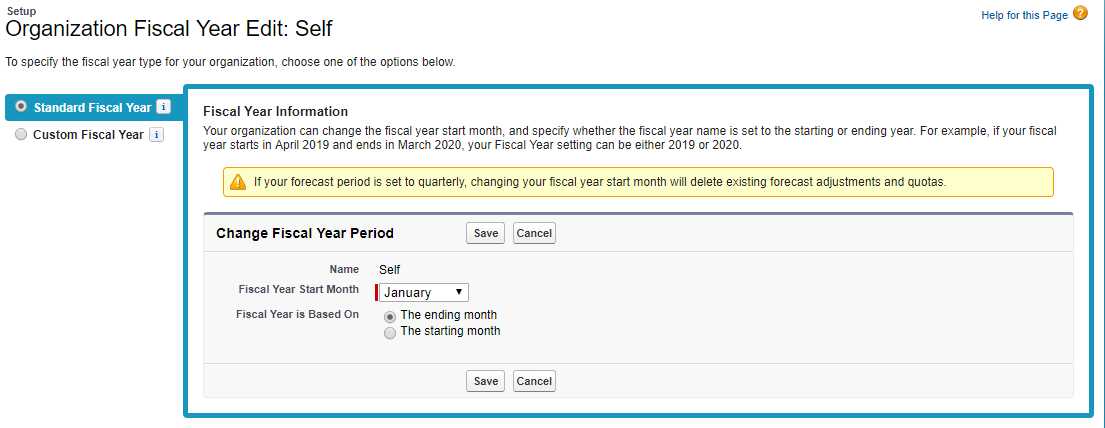 Setup
Organization Fiscal Year Edit: Self
Help for this Page ?
To specify the fiscal year type for your organization, choose one of the options below.
Standard Fiscal Year i
Custom Fiscal Year i
Fiscal Year Information
Your organization can change the fiscal year start month, and specify whether the fiscal year name is set to the starting or ending year. For example, if your fiscal
year starts in April 2019 and ends in March 2020, your Fiscal Year setting can be either 2019 or 2020.
If your forecast period is set to quarterly, changing your fiscal year start month will delete existing forecast adjustments and quotas.
Change Fiscal Year Period Save Cancel
Name Self
Fiscal Year Start Month January
Fiscal Year is Based On The ending month
The starting month
Save Cancel